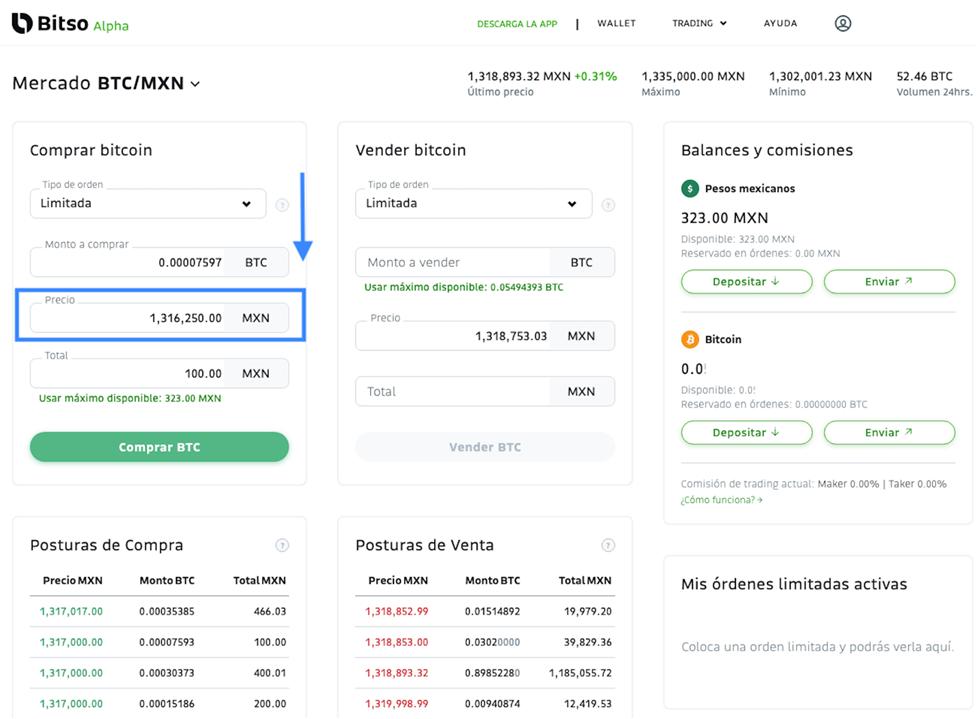 Bitso Alpha
DESCARGA LA APP | WALLET TRADING AYUDA
Mercado BTC/MXN
1,318,893.32 MXN +0.31% 1,335,000.00 MXN 1,302,001.23 MXN 52.46 BTC
Último precio Máximo Mínimo Volumen 24hrs.
Comprar bitcoin
Tipo de orden
Limitada
?
Monto a comprar
0.00007597 BTC
Precio
1,316,250.00 MXN
Total
100.00 MXN
Usar máximo disponible: 323.00 MXN
Comprar BTC
Vender bitcoin
Tipo de orden
Limitada
?
Monto a vender BTC
Usar máximo disponible: 0.05494393 BTC
Precio
1,318,753.03 MXN
Total MXN
Vender BTC
Balances y comisiones
$ Pesos mexicanos
323.00 MXN
Disponible: 323.00 MXN
Reservado en órdenes: 0.00 MXN
Depositar ↓ Enviar ↗
Bitcoin
0.0
Disponible: 0.0
Reservado en órdenes: 0.00000000 BTC
Depositar ↓ Enviar ↗
Comisión de trading actual: Maker 0.00% | Taker 0.00%
¿Cómo funciona? →
Posturas de Compra ?
Precio MXN Monto BTC Total MXN
1,317,017.00 0.00035385 466.03
1,317,000.00 0.00007593 100.00
1,317,000.00 0.00030373 400.01
1,317,000.00 0.00015186 200.00
Posturas de Venta ?
Precio MXN Monto BTC Total MXN
1,318,852.99 0.01514892 19,979.20
1,318,853.00 0.03020000 39,829.36
1,318,893.32 0.89852280 1,185,055.72
1,319,998.99 0.00940874 12,419.53
Mis órdenes limitadas activas
Coloca una orden limitada y podrás verla aquí.